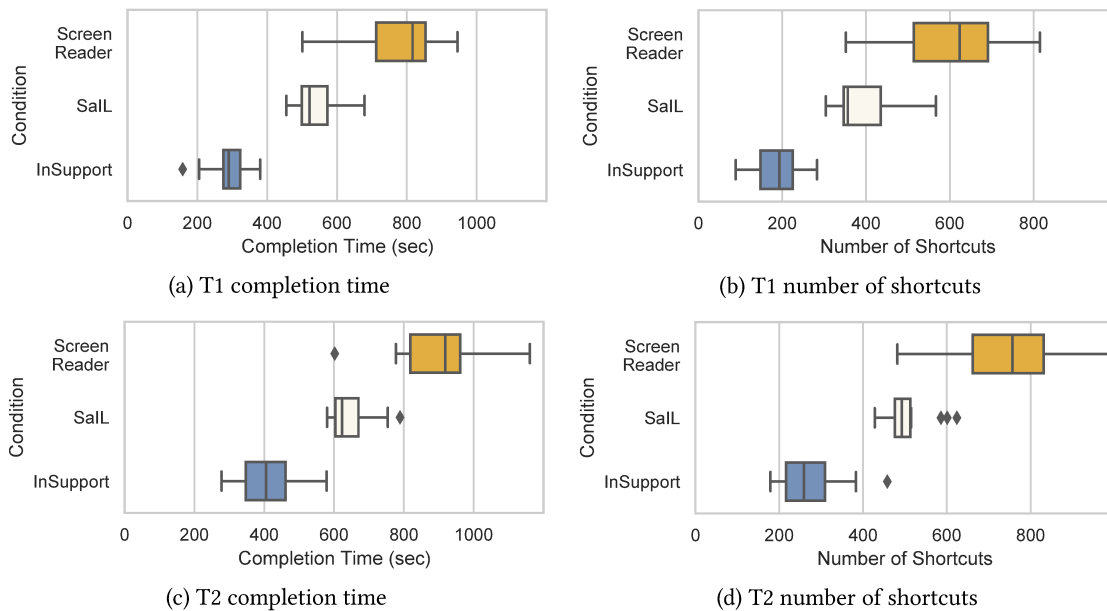 Condition
Screen
Reader
SaIL
InSupport
0 200 400 600 800 1000
Completion Time (sec)
(a) T1 completion time
Condition
Screen
Reader
SaIL
InSupport
0 200 400 600 800
Number of Shortcuts
(b) T1 number of shortcuts
Condition
Screen
Reader
SaIL
InSupport
0 200 400 600 800 1000
Completion Time (sec)
(c) T2 completion time
Condition
Screen
Reader
SaIL
InSupport
0 200 400 600 800
Number of Shortcuts
(d) T2 number of shortcuts